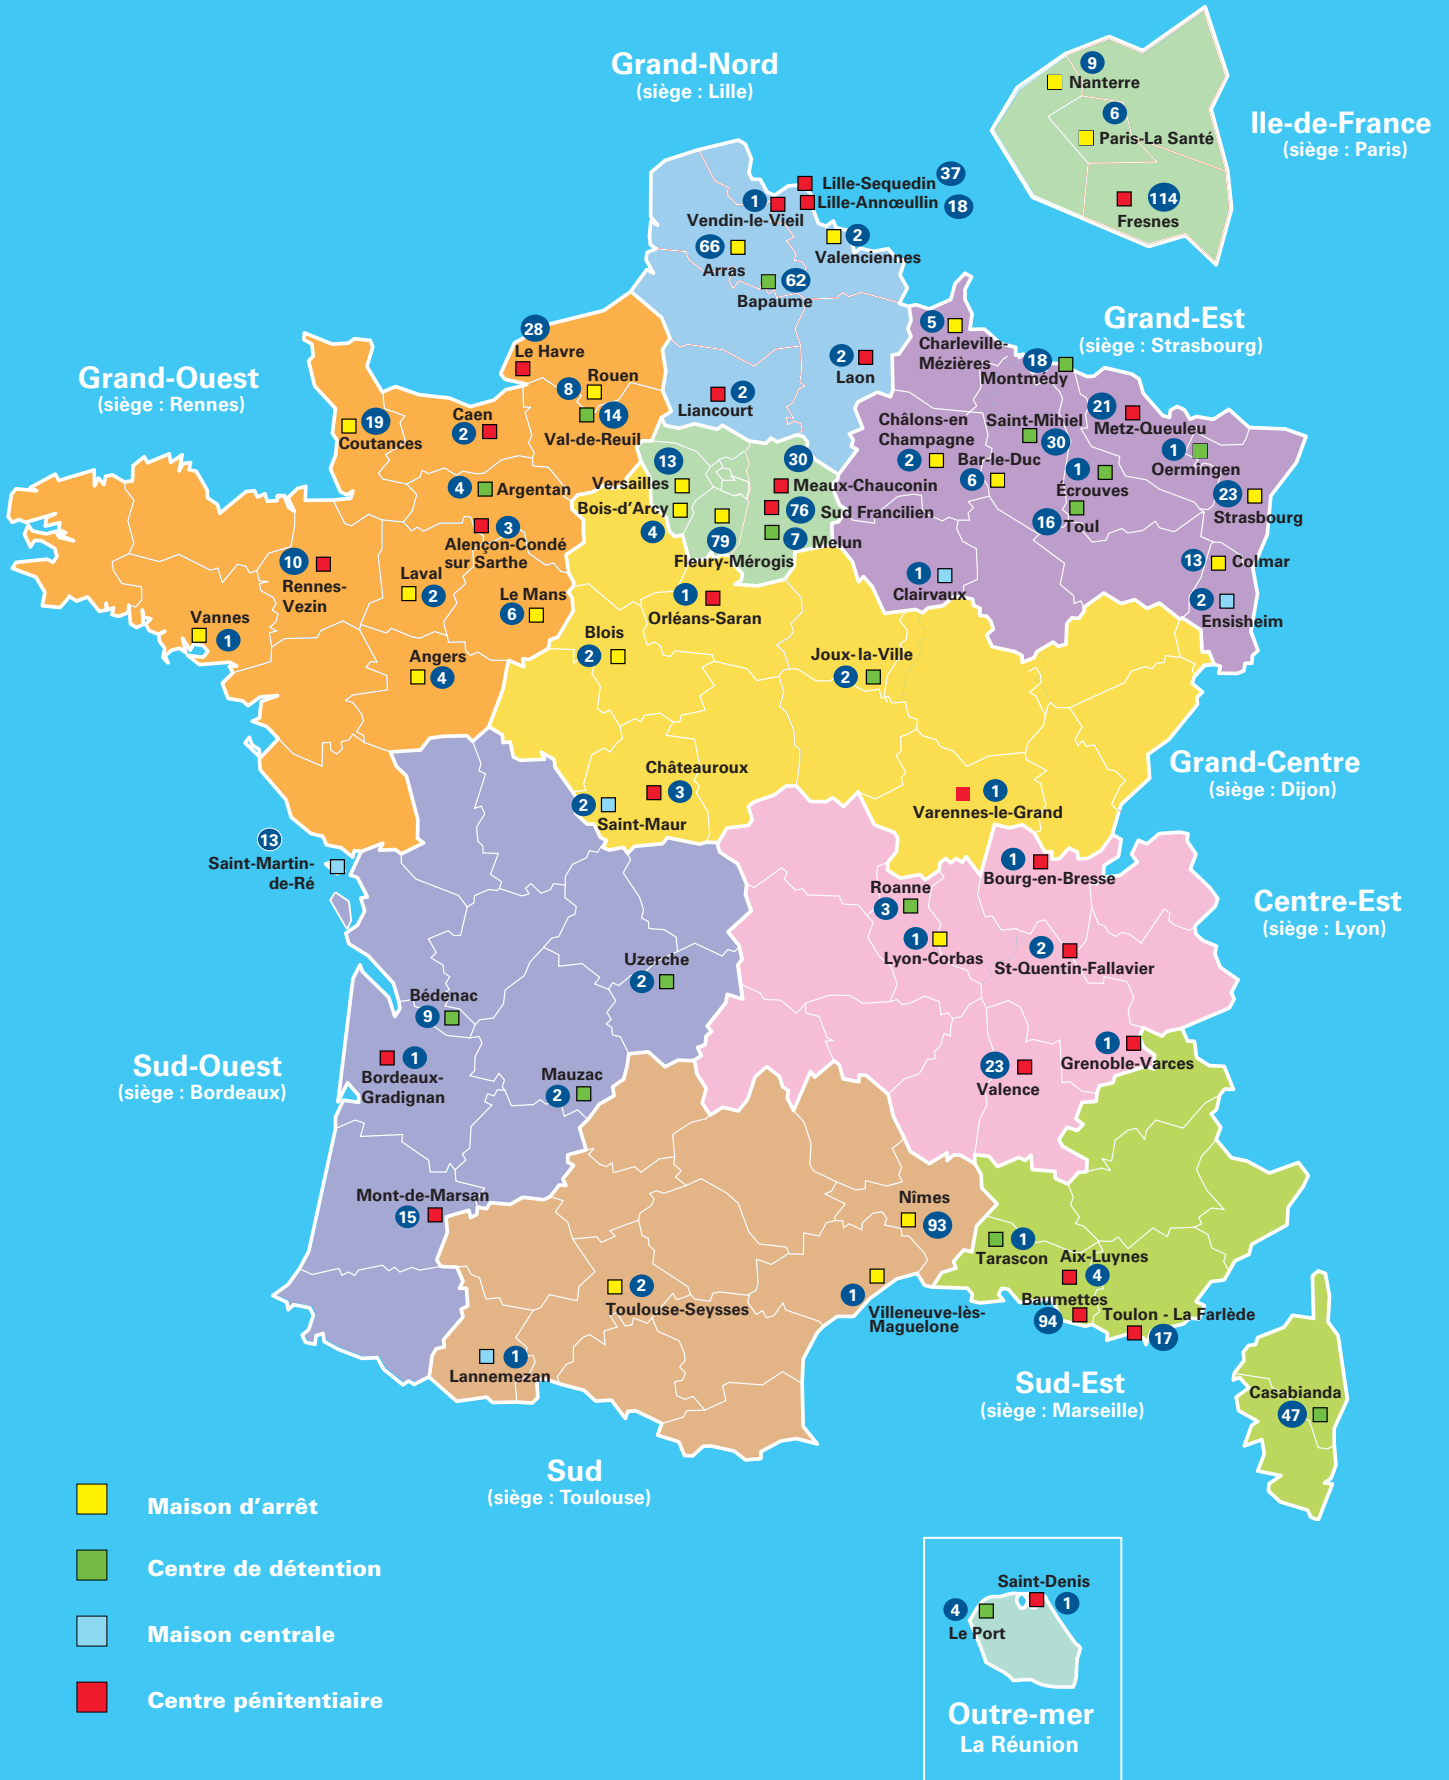 Grand-Nord
(siège : Lille)
9
Nanterre
6
Paris-La Santé
114
Fresnes
Ile-de-France
(siège : Paris)
Lille-Sequedin 37
Lille-Annœullin 18
1
Vendin-le-Vieil
2
Valenciennes
66
Arras
62
Bapaume
2
Laon
2
Liancourt
Grand-Est
(siège : Strasbourg)
5
Charleville-
Mézières
18
Montmédy
21
Metz-Queuleu
Châlons-en
Champagne
2
Saint-Mihiel
30
Bar-le-Duc
6
1
Oermingen
1
Écrouves
23
Strasbourg
16
Toul
13
Colmar
1
Clairvaux
2
Ensisheim
Grand-Ouest
(siège : Rennes)
28
Le Havre
Rouen
8
14
Val-de-Reuil
19
Coutances
Caen
2
4
Argentan
3
Alençon-Condé
sur Sarthe
10
Rennes-
Vezin
Laval
2
Le Mans
6
Vannes
1
Angers
4
13
Versailles
Bois-d’Arcy
4
30
Meaux-Chauconin
76
Sud Francilien
7
Melun
79
Fleury-Mérogis
1
Orléans-Saran
Blois
2
Joux-la-Ville
2
Châteauroux
3
2
Saint-Maur
1
Varennes-le-Grand
Grand-Centre
(siège : Dijon)
13
Saint-Martin-
de-Ré
1
Bourg-en-Bresse
Roanne
3
1
Lyon-Corbas
2
St-Quentin-Fallavier
Centre-Est
(siège : Lyon)
Uzerche
2
Bédenac
9
1
Bordeaux-
Gradignan
Mauzac
2
23
Valence
1
Grenoble-Varces
Sud-Ouest
(siège : Bordeaux)
Mont-de-Marsan
15
Nîmes
93
1
Tarascon
Aix-Luynes
4
Baumettes
94
Toulon - La Farlède
17
2
Toulouse-Seysses
1
Villeneuve-lès-
Maguelone
1
Lannemezan
Sud-Est
(siège : Marseille)
Casabianda
47
Sud
(siège : Toulouse)
Maison d’arrêt
Centre de détention
Maison centrale
Centre pénitentiaire
Saint-Denis
1
4
Le Port
Outre-mer
La Réunion